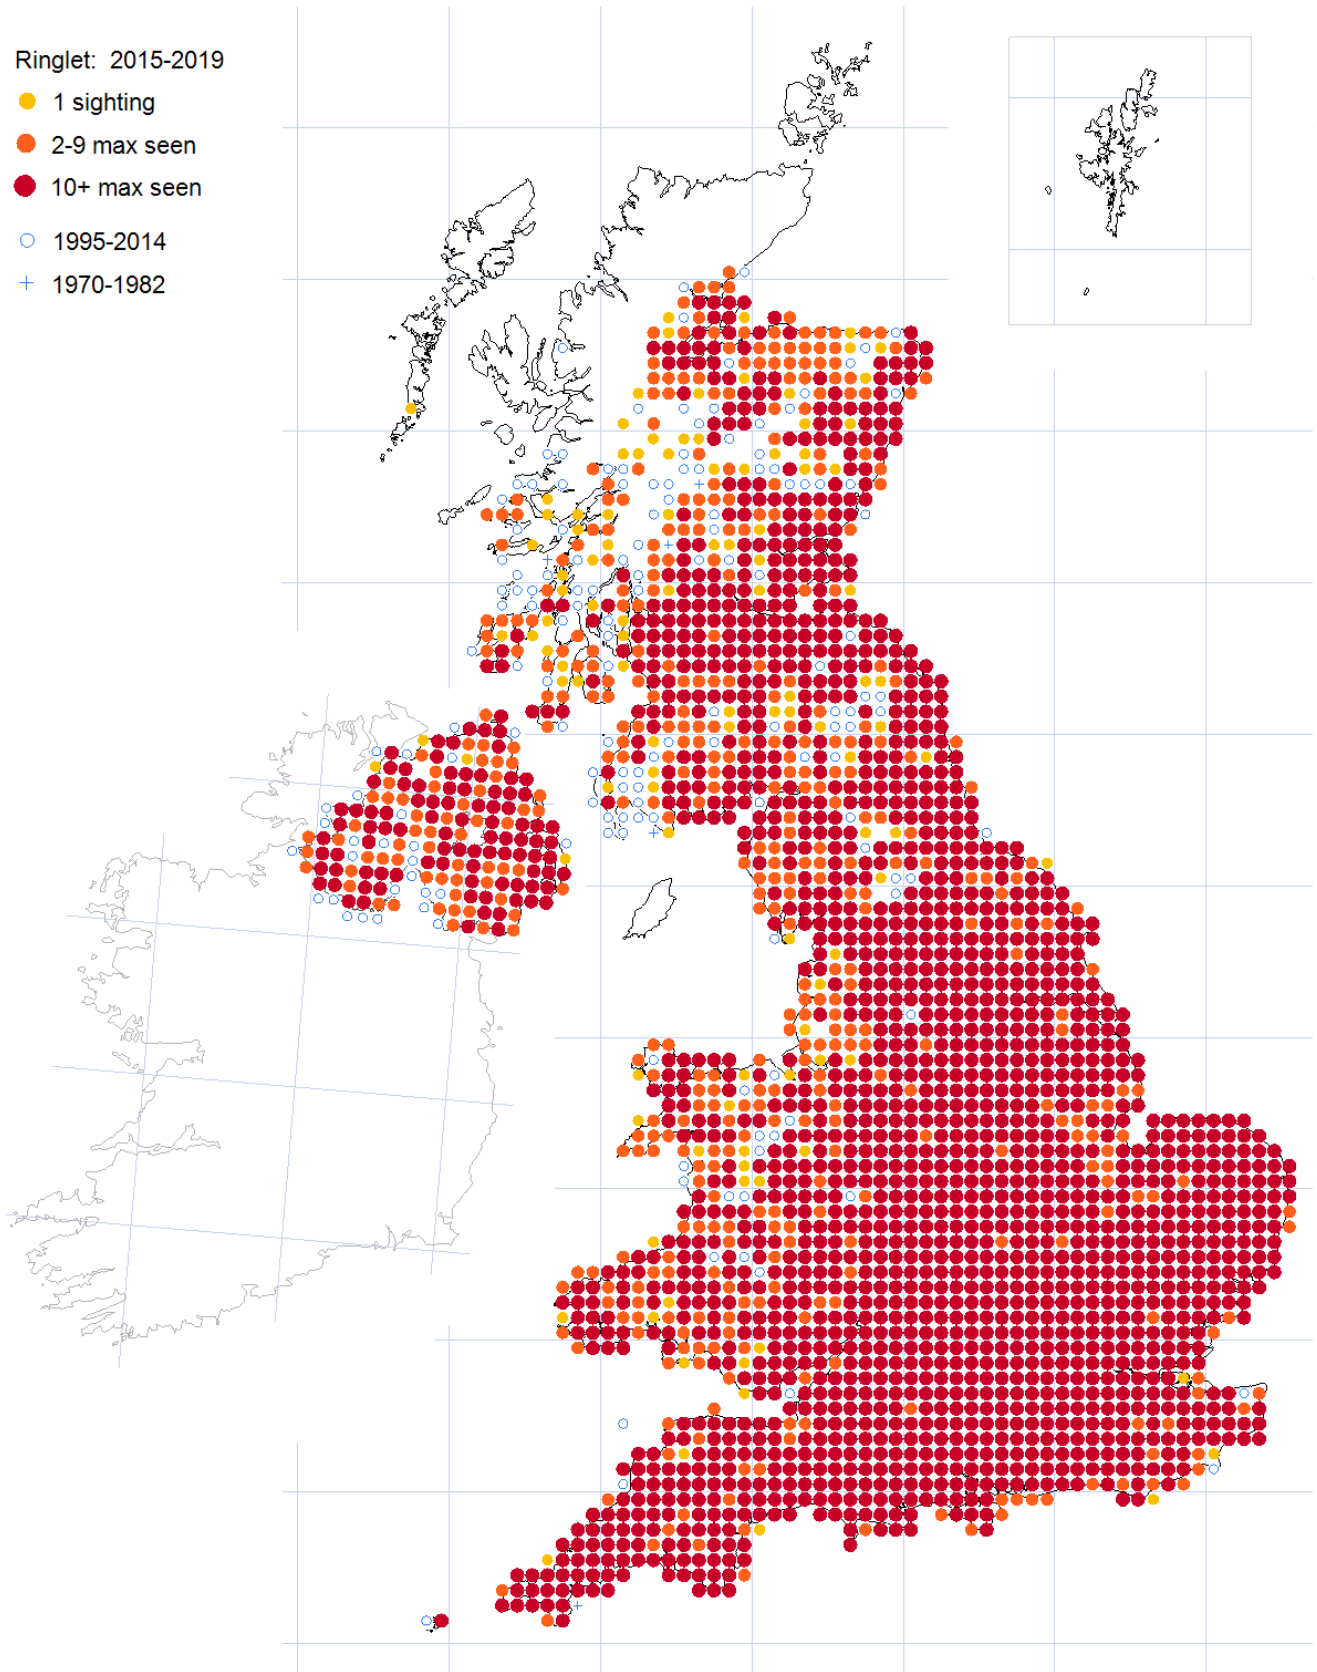 Ringlet: 2015-2019
1 sighting
2-9 max seen
10+ max seen
1995-2014
1970-1982